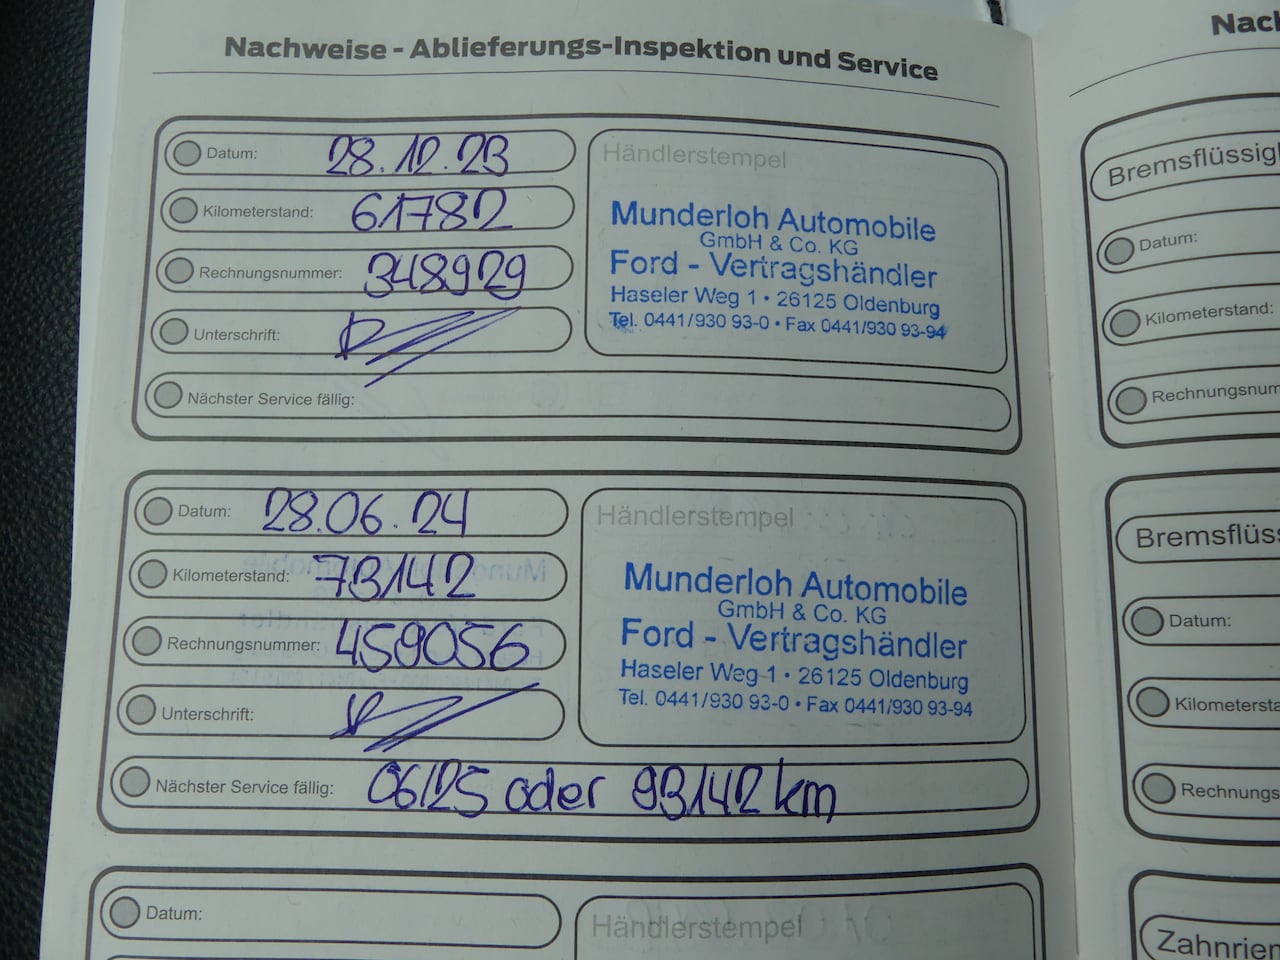 Nachweise - Ablieferungs-Inspektion und Service
Datum: 28.12.23
Kilometerstand: 61782
Rechnungsnummer: 348929
Unterschrift:
Nächster Service fällig:
Händlerstempel
Munderloh Automobile
GmbH & Co. KG
Ford - Vertragshändler
Haseler Weg 1 • 26125 Oldenburg
Tel. 0441/930 93-0 • Fax 0441/930 93-94
Datum: 28.06.24
Kilometerstand: 73142
Rechnungsnummer: 459056
Unterschrift:
Nächster Service fällig: 06/25 oder 93142 km
Händlerstempel
Munderloh Automobile
GmbH & Co. KG
Ford - Vertragshändler
Haseler Weg 1 • 26125 Oldenburg
Tel. 0441/930 93-0 • Fax 0441/930 93-94
Datum:
Händlerstempel
Nach
Bremsflüssig
Datum:
Kilometerstand:
Rechnungsnum
Bremsflüss
Datum:
Kilometersta
Rechnungs
Zahnrien